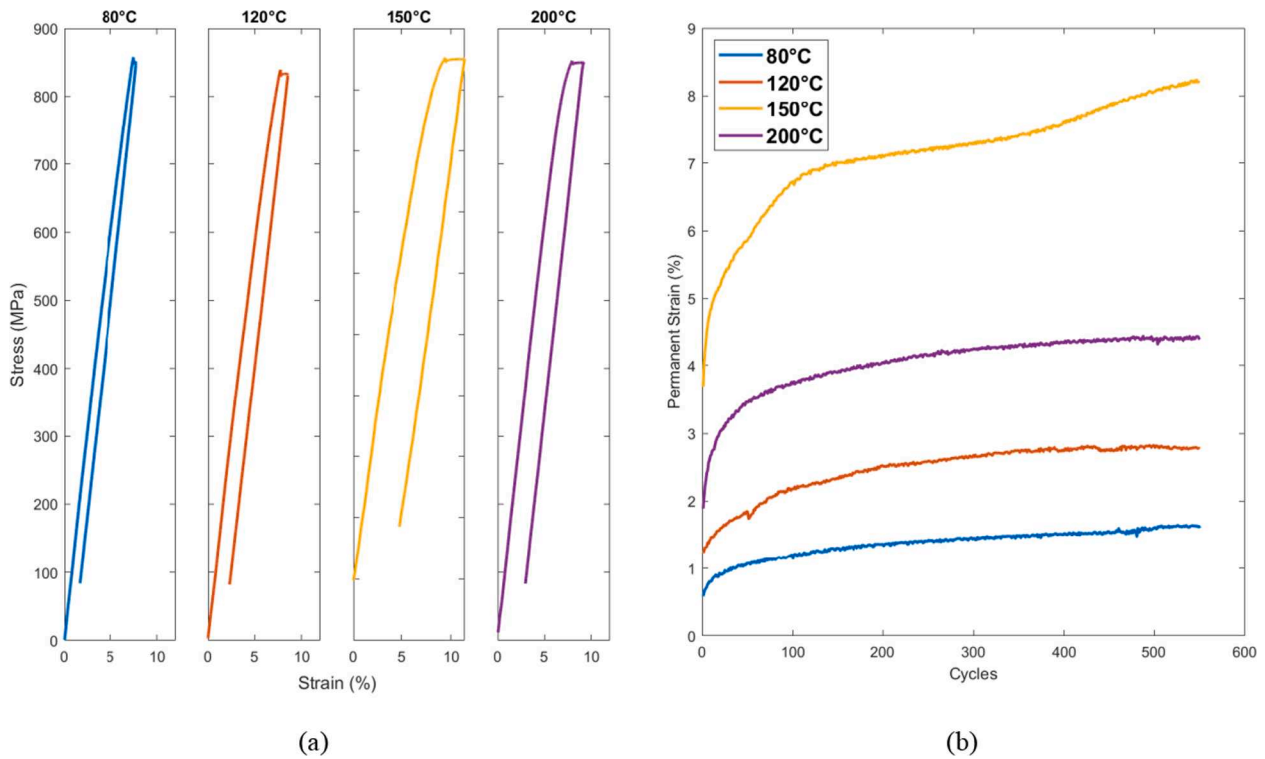 80°C 120°C 150°C 200°C
900
800
700
600
500
400
300
200
100
0
Stress (MPa)
0 5 10 0 5 10 0 5 10 0 5 10
Strain (%)
(a)
80°C
120°C
150°C
200°C
9
8
7
6
5
4
3
2
1
0
Permanent Strain (%)
0 100 200 300 400 500 600
Cycles
(b)